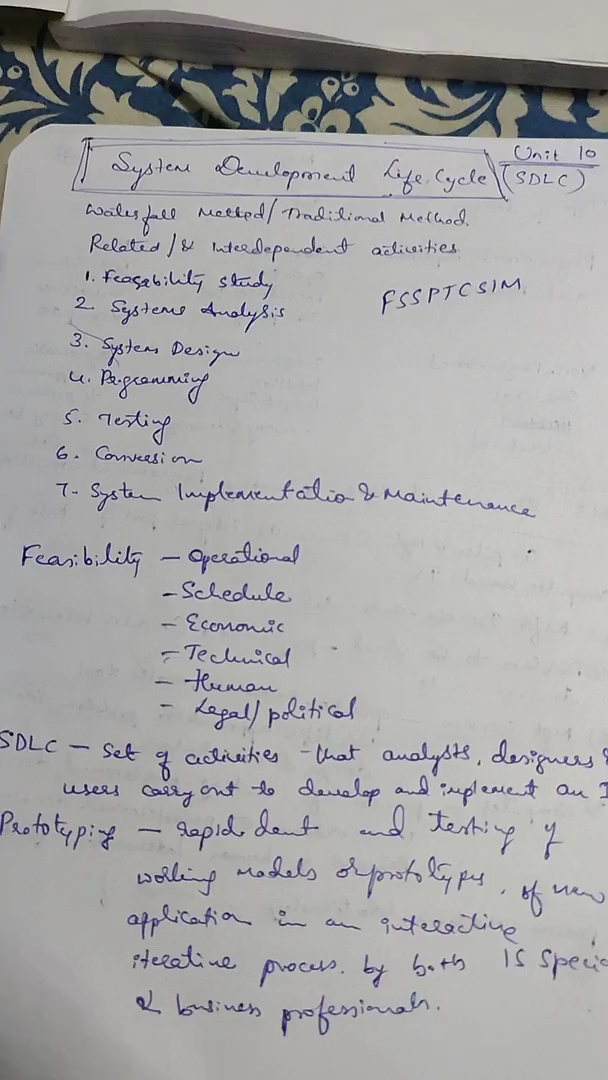 Unit 10
System Development Life Cycle (SDLC)
Waterfall Method/Traditional Method.
Related/& Interdependent activities
1. Feasability study
FSSPTCSIM.
2. Systems Analysis
3. System Design
4. Programming
5. Testing
6. Conversion
7. System Implementation & Maintenance
Feasibility - Operational
- Schedule
- Economic
- Technical
- Human
- Legal/political
SDLC - Set of activities that analysts, designers &
users carry out to develop and implement an I
Prototyping - rapid and testing of
working models or prototypes, of new
application in an interactive
iterative process. by both IS Speci
& business professionals.